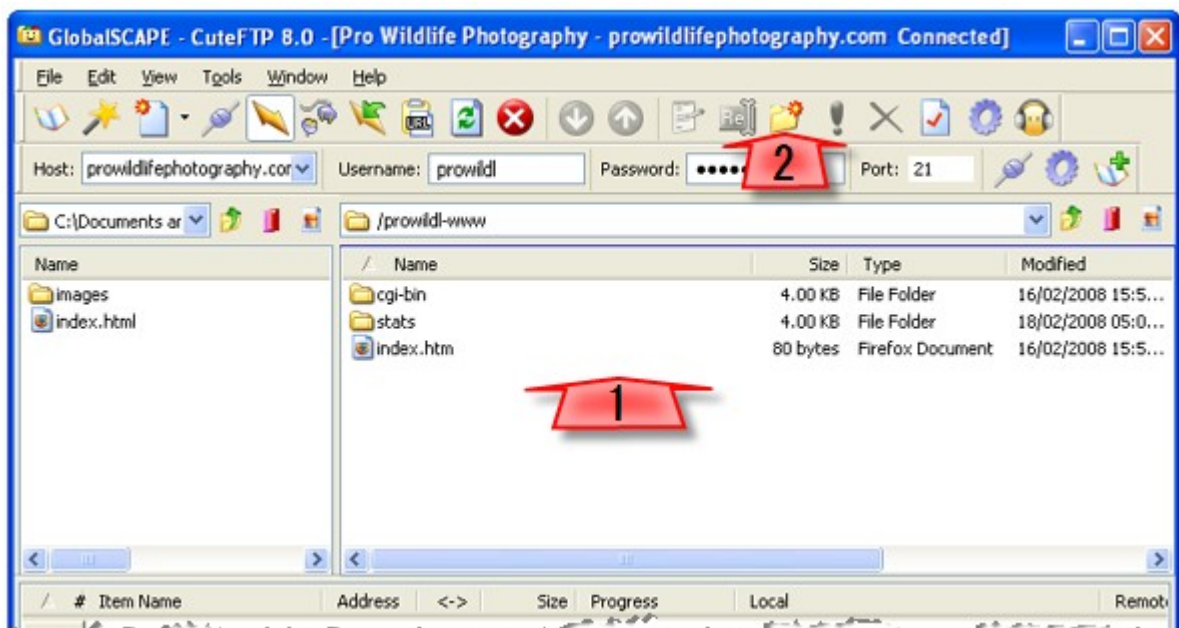 GlobalSCAPE - CuteFTP 8.0 -[Pro Wildlife Photography - prowildlifephotography.com Connected]
File Edit View Tools Window Help
URL Re 2
Host: prowildlifephotography.cor Username: prowildl Password: ●●●●● Port: 21
C:\Documents ar /prowildl-www
Name / Name Size Type Modified
images cgi-bin 4.00 KB File Folder 16/02/2008 15:5...
index.html stats 4.00 KB File Folder 18/02/2008 05:0...
index.htm 80 bytes Firefox Document 16/02/2008 15:5...
1
/ # Item Name Address <-> Size Progress Local Remot